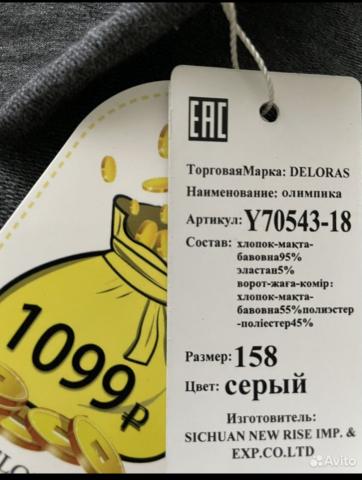 EAC
ТорговаяМарка: DELORAS
Наименование: олимпика
Артикул: Y70543-18
Состав: хлопок-мақта-
бавовна95%
эластан5%
ворот-жаға-комір:
хлопок-мақта-
бавовна55%полиэстер
-поліестер45%
Размер: 158
Цвет: серый
Изготовитель:
SICHUAN NEW RISE IMP. &
EXP.CO.LTD
1099₽
Avito